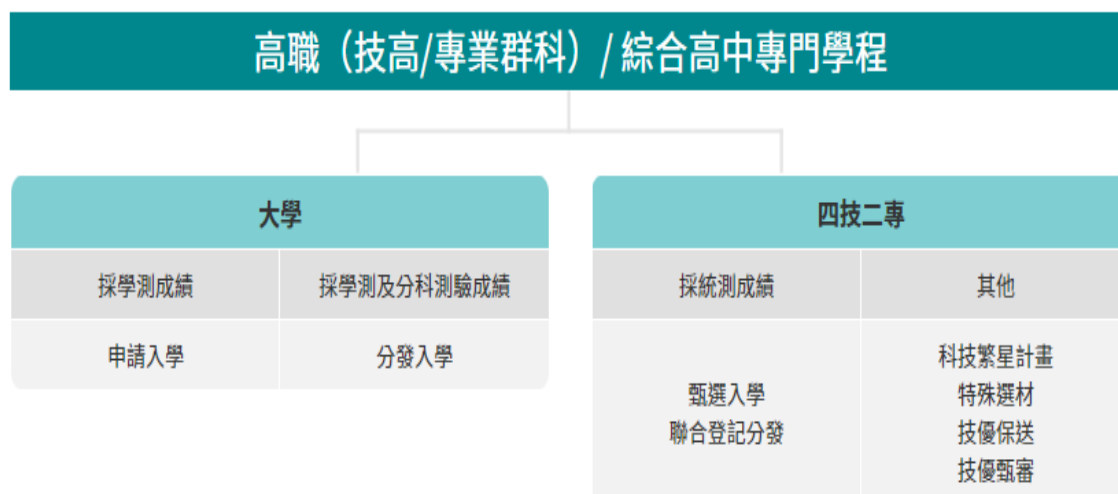 高職（技高/專業群科）/ 綜合高中專門學程
大學
四技二專
採學測成績
採學測及分科測驗成績
採統測成績
其他
申請入學
分發入學
甄選入學
聯合登記分發
科技繁星計畫
特殊選材
技優保送
技優甄審